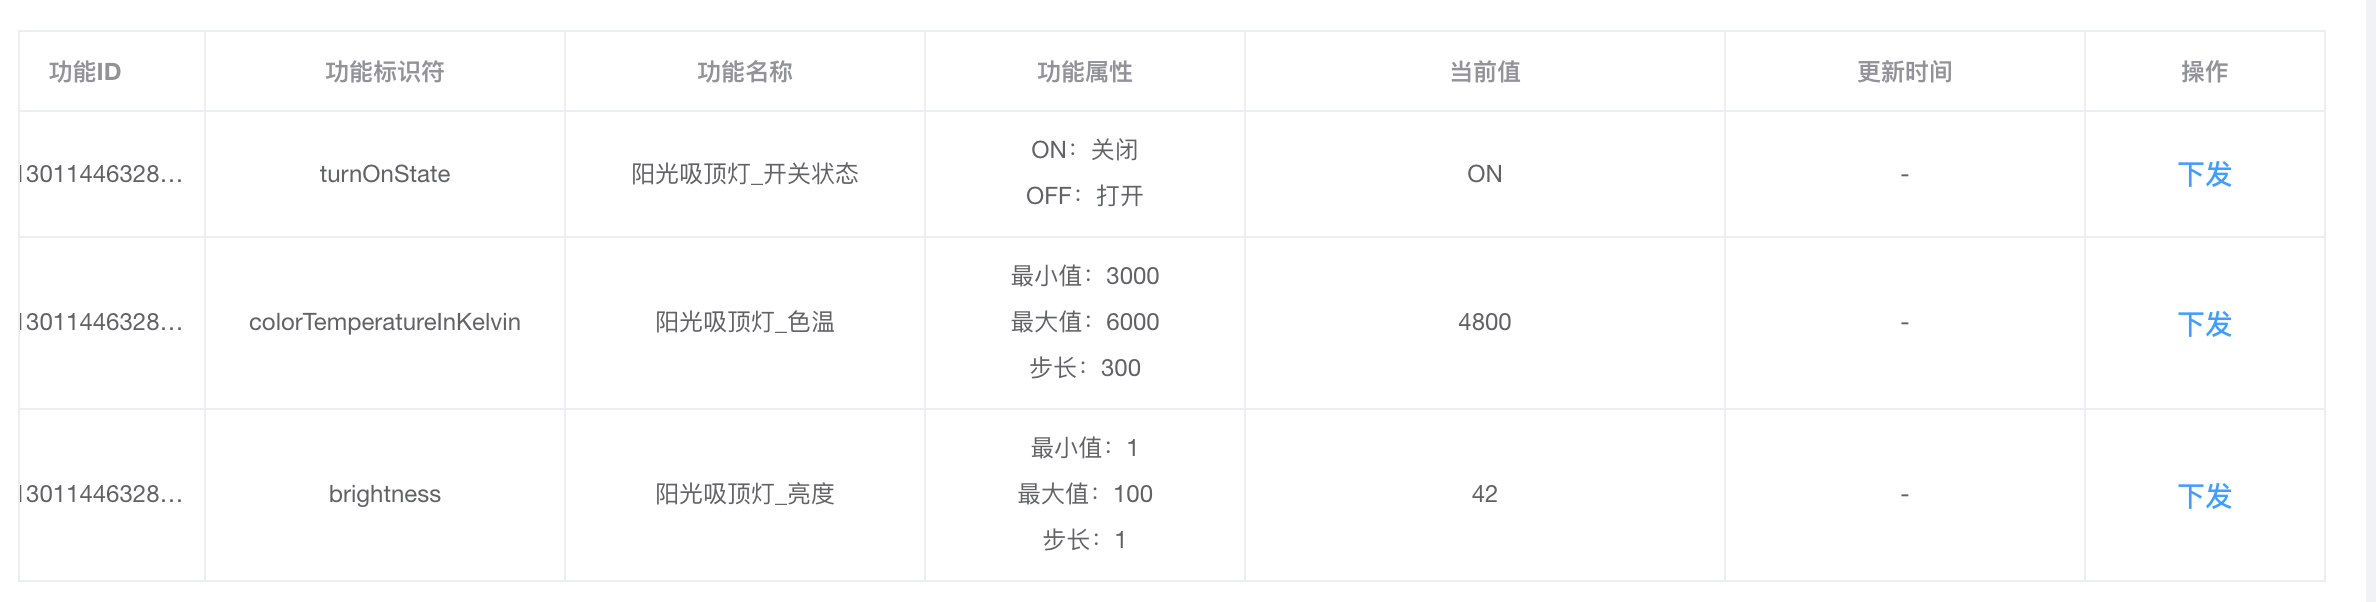 功能ID 功能标识符 功能名称 功能属性 当前值 更新时间 操作
13011446328... turnOnState 阳光吸顶灯_开关状态 ON：关闭 ON - 下发
OFF：打开
最小值：3000
13011446328... colorTemperatureInKelvin 阳光吸顶灯_色温 最大值：6000 4800 - 下发
步长：300
最小值：1
13011446328... brightness 阳光吸顶灯_亮度 最大值：100 42 - 下发
步长：1